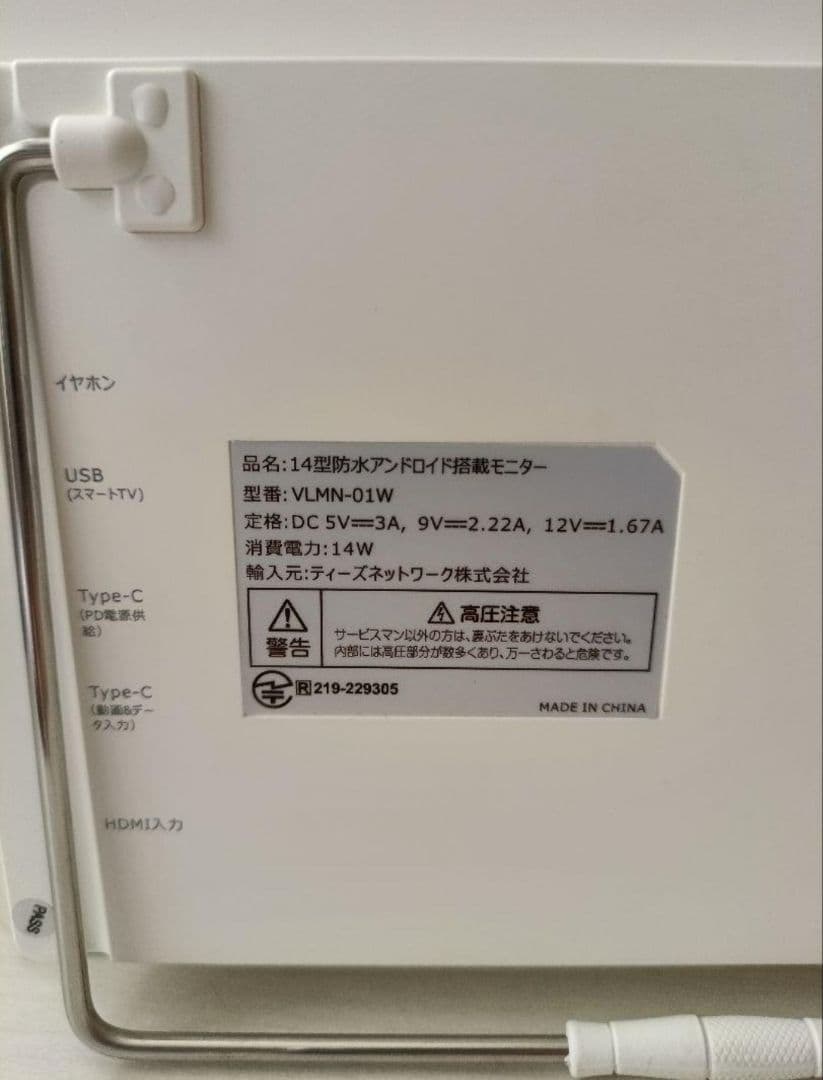 イヤホン
USB
(スマートTV)
Type-C
(PD電源供
給)
Type-C
(動画&デー
タ入力)
HDMI入力
PASS
品名:14型防水アンドロイド搭載モニター
型番:VLMN-01W
定格:DC 5V⎓3A, 9V⎓2.22A, 12V⎓1.67A
消費電力:14W
輸入元:ティーズネットワーク株式会社
警告
高圧注意
サービスマン以外の方は、裏ぶたをあけないでください。
内部には高圧部分が数多くあり、万一さわると危険です。
R 219-229305
MADE IN CHINA